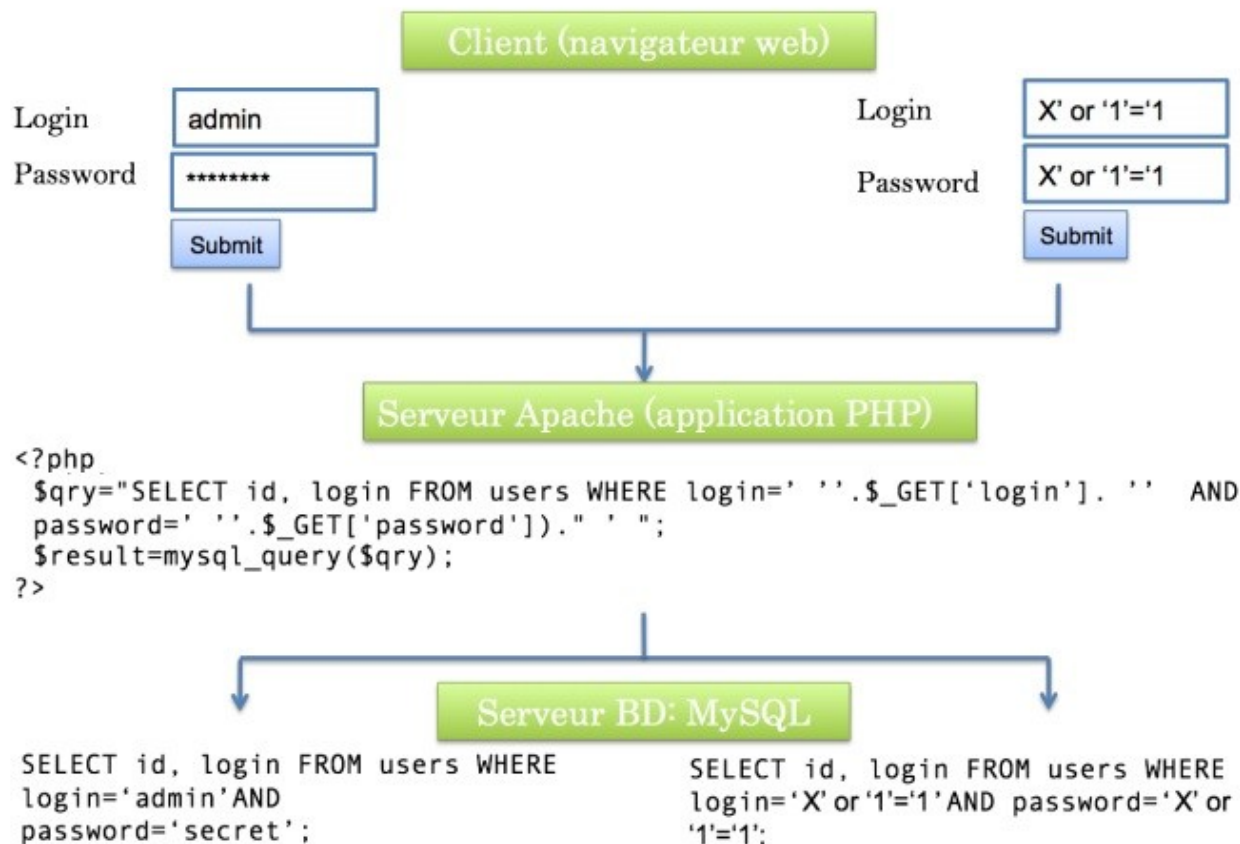 Client (navigateur web)
Login
admin
Password
********
Submit
Login
X’ or ‘1’=‘1
Password
X’ or ‘1’=‘1
Submit
Serveur Apache (application PHP)
<?php
$qry="SELECT id, login FROM users WHERE login=’ ’’.$_GET[‘login’]. ’’ AND
password=’ ’’.$_GET['password'])." ’ ";
$result=mysql_query($qry);
?>
Serveur BD: MySQL
SELECT id, login FROM users WHERE
login=‘admin’AND
password=‘secret’;
SELECT id, login FROM users WHERE
login=‘X’ or ‘1’=‘1’AND password=‘X’ or
‘1’=‘1’;